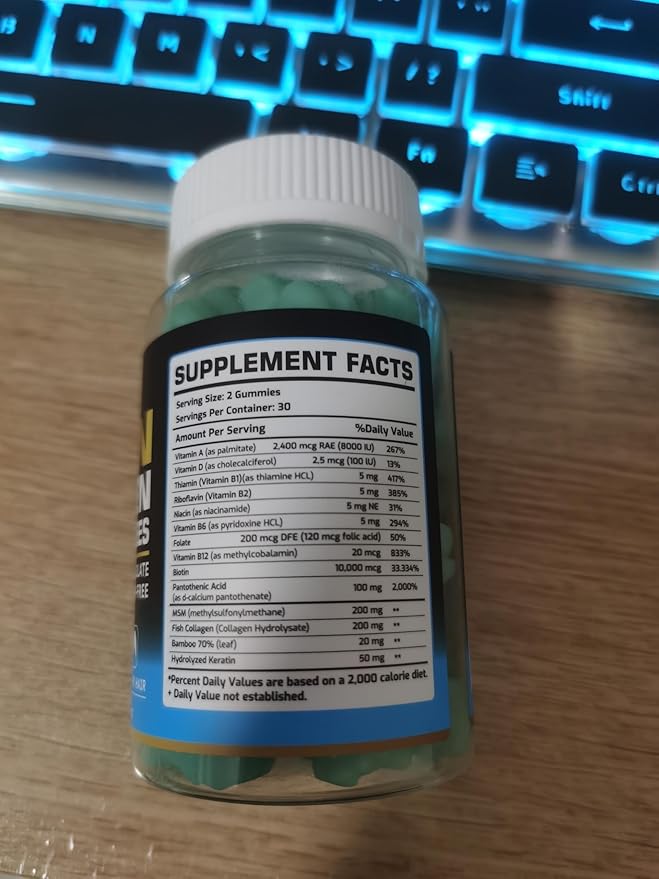 B
N
M
<
>
/ ?
Shift
Fn
Ctrl
SUPPLEMENT FACTS
Serving Size: 2 Gummies
Servings Per Container: 30
Amount Per Serving %Daily Value
Vitamin A (as palmitate) 2,400 mcg RAE (8000 IU) 267%
Vitamin D (as cholecalciferol) 2.5 mcg (100 IU) 13%
Thiamin (Vitamin B1)(as thiamine HCL) 5 mg 417%
Riboflavin (Vitamin B2) 5 mg 385%
Niacin (as niacinamide) 5 mg NE 31%
Vitamin B6 (as pyridoxine HCL) 5 mg 294%
Folate 200 mcg DFE (120 mcg folic acid) 50%
Vitamin B12 (as methylcobalamin) 20 mcg 833%
Biotin 10,000 mcg 33.334%
Pantothenic Acid
(as d-calcium pantothenate) 100 mg 2,000%
MSM (methylsulfonylmethane) 200 mg **
Fish Collagen (Collagen Hydrolysate) 200 mg **
Bamboo 70% (leaf) 20 mg **
Hydrolyzed Keratin 50 mg **
*Percent Daily Values are based on a 2,000 calorie diet.
+ Daily Value not established.
N
N
ES
LATE
-FREE
HAIR